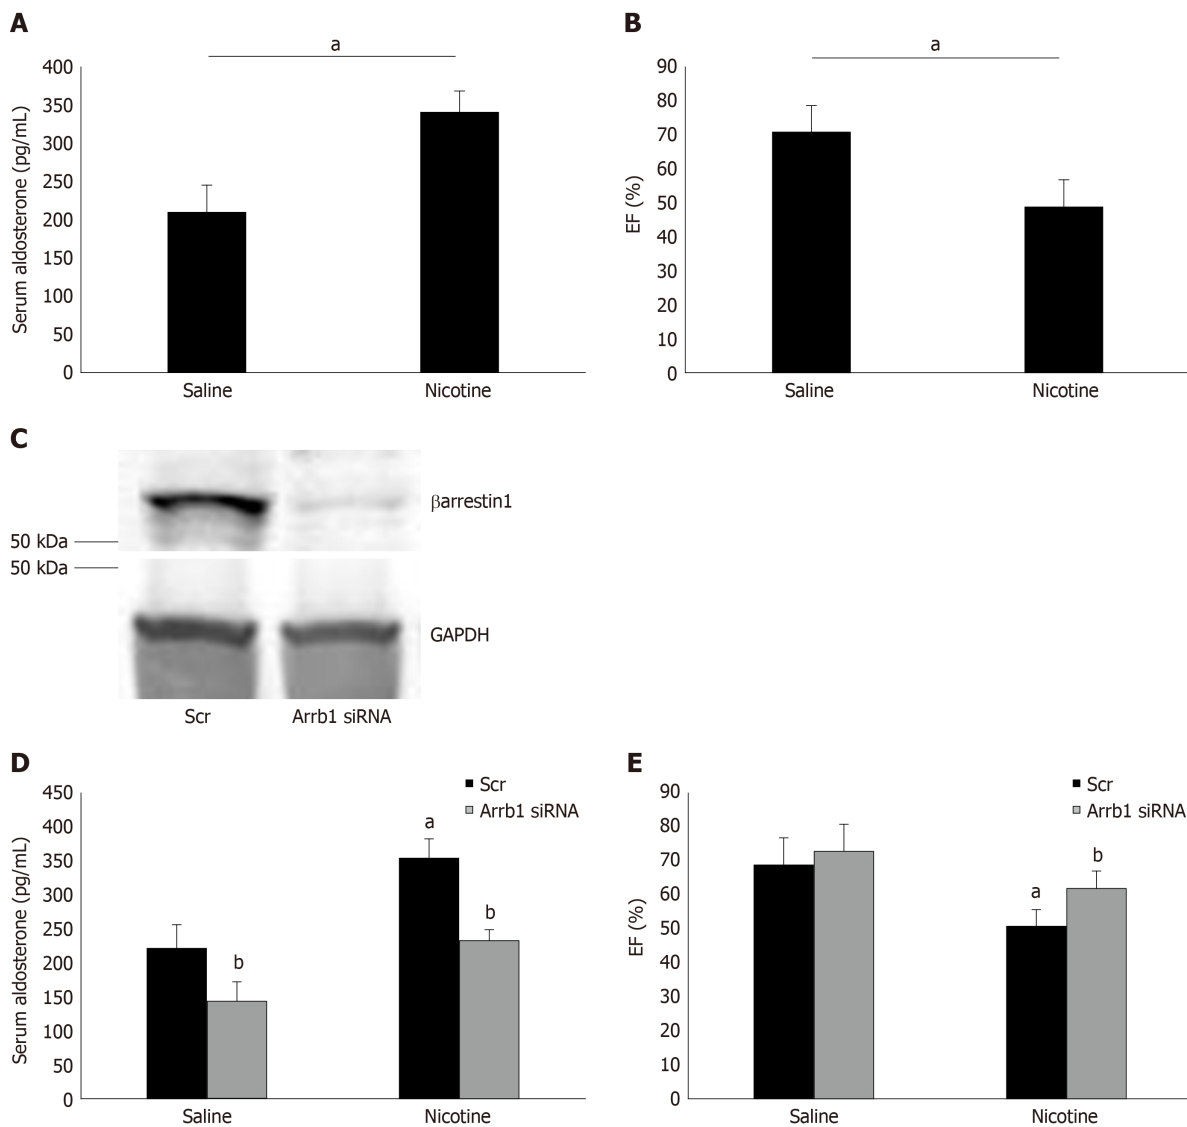 A
a
Serum aldosterone (pg/mL)
400
350
300
250
200
150
100
50
0
Saline
Nicotine
B
a
EF (%)
90
80
70
60
50
40
30
20
10
0
Saline
Nicotine
C
βarrestin1
50 kDa
50 kDa
GAPDH
Scr
Arrb1 siRNA
D
Serum aldosterone (pg/mL)
450
400
350
300
250
200
150
100
50
0
Scr
Arrb1 siRNA
b
a
b
Saline
Nicotine
E
EF (%)
90
80
70
60
50
40
30
20
10
0
Scr
Arrb1 siRNA
a
b
Saline
Nicotine